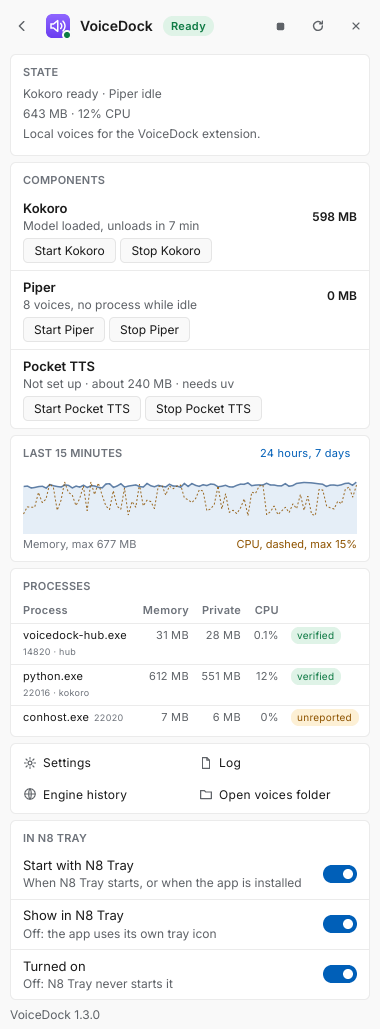 VoiceDock Ready
STATE
Kokoro ready · Piper idle
643 MB · 12% CPU
Local voices for the VoiceDock extension.
COMPONENTS
Kokoro
Model loaded, unloads in 7 min
598 MB
Start Kokoro Stop Kokoro
Piper
8 voices, no process while idle
0 MB
Start Piper Stop Piper
Pocket TTS
Not set up · about 240 MB · needs uv
Start Pocket TTS Stop Pocket TTS
LAST 15 MINUTES 24 hours, 7 days
Memory, max 677 MB CPU, dashed, max 15%
PROCESSES
Process Memory Private CPU
voicedock-hub.exe 31 MB 28 MB 0.1% verified
14820 · hub
python.exe 612 MB 551 MB 12% verified
22016 · kokoro
conhost.exe 22020 7 MB 6 MB 0% unreported
Settings Log
Engine history Open voices folder
IN N8 TRAY
Start with N8 Tray
When N8 Tray starts, or when the app is installed
Show in N8 Tray
Off: the app uses its own tray icon
Turned on
Off: N8 Tray never starts it
VoiceDock 1.3.0